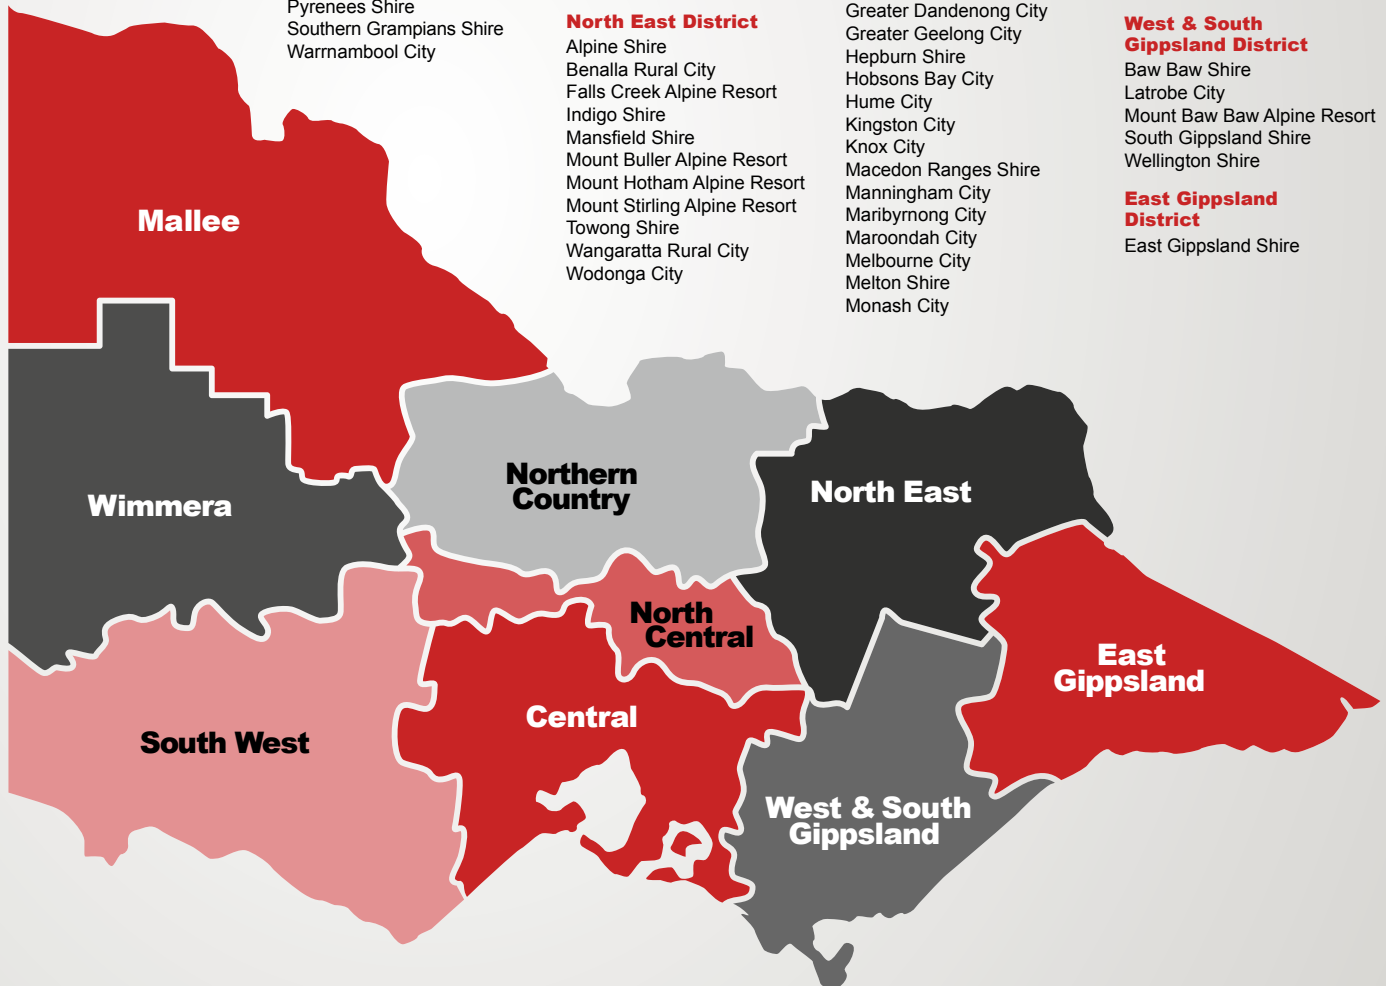 Pyrenees Shire
Southern Grampians Shire
Warrnambool City
North East District
Alpine Shire
Benalla Rural City
Falls Creek Alpine Resort
Indigo Shire
Mansfield Shire
Mount Buller Alpine Resort
Mount Hotham Alpine Resort
Mount Stirling Alpine Resort
Towong Shire
Wangaratta Rural City
Wodonga City
Greater Dandenong City
Greater Geelong City
Hepburn Shire
Hobsons Bay City
Hume City
Kingston City
Knox City
Macedon Ranges Shire
Manningham City
Maribyrnong City
Maroondah City
Melbourne City
Melton Shire
Monash City
West & South
Gippsland District
Baw Baw Shire
Latrobe City
Mount Baw Baw Alpine Resort
South Gippsland Shire
Wellington Shire
East Gippsland
District
East Gippsland Shire
Mallee
Wimmera
Northern
Country
North East
North
Central
East
Gippsland
Central
South West
West & South
Gippsland